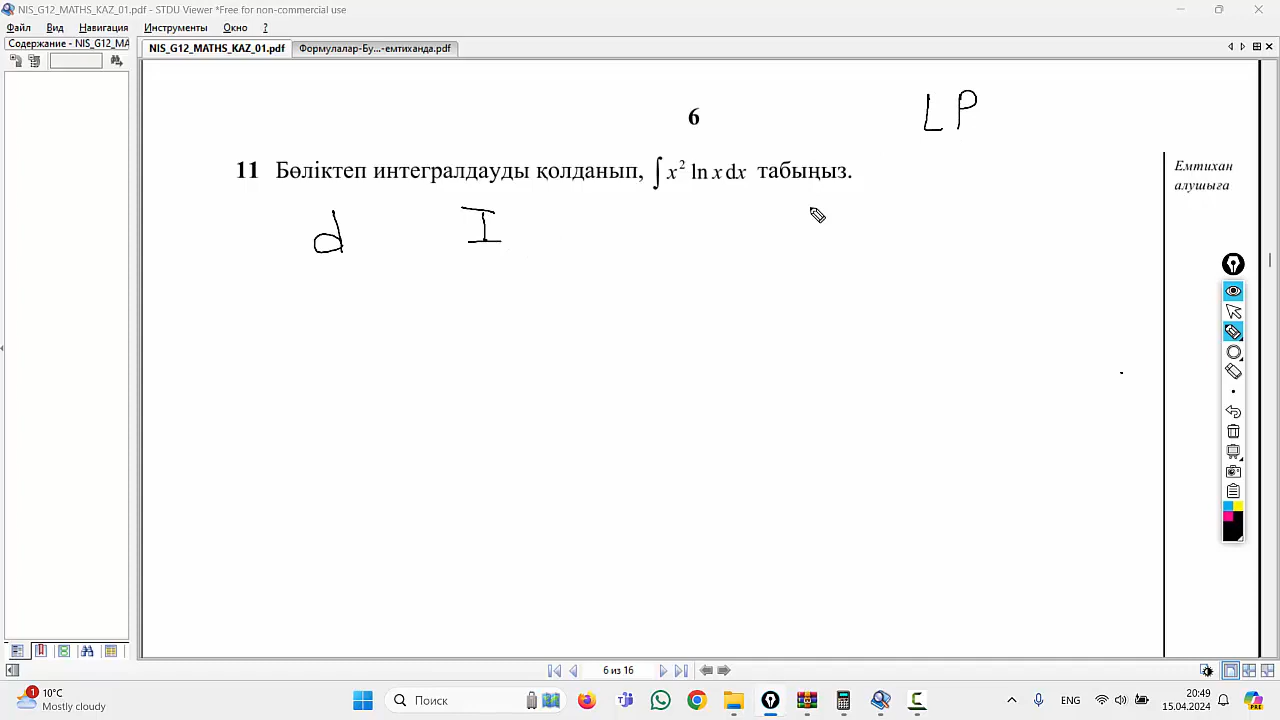 NIS_G12_MATHS_KAZ_01.pdf - STDU Viewer *Free for non-commercial use
Файл Вид Навигация Инструменты Окно ?
Содержание - NIS_G12_MA
NIS_G12_MATHS_KAZ_01.pdf Формулалар-Бу...-емтиханда.pdf
6
LP
11 Бөліктеп интегралдауды қолданып, ∫ x² ln x dx табыңыз.
Емтихан
алушыға
d I
6 из 16
1
10°C
Mostly cloudy
Поиск
ENG
20:49
15.04.2024
PRE